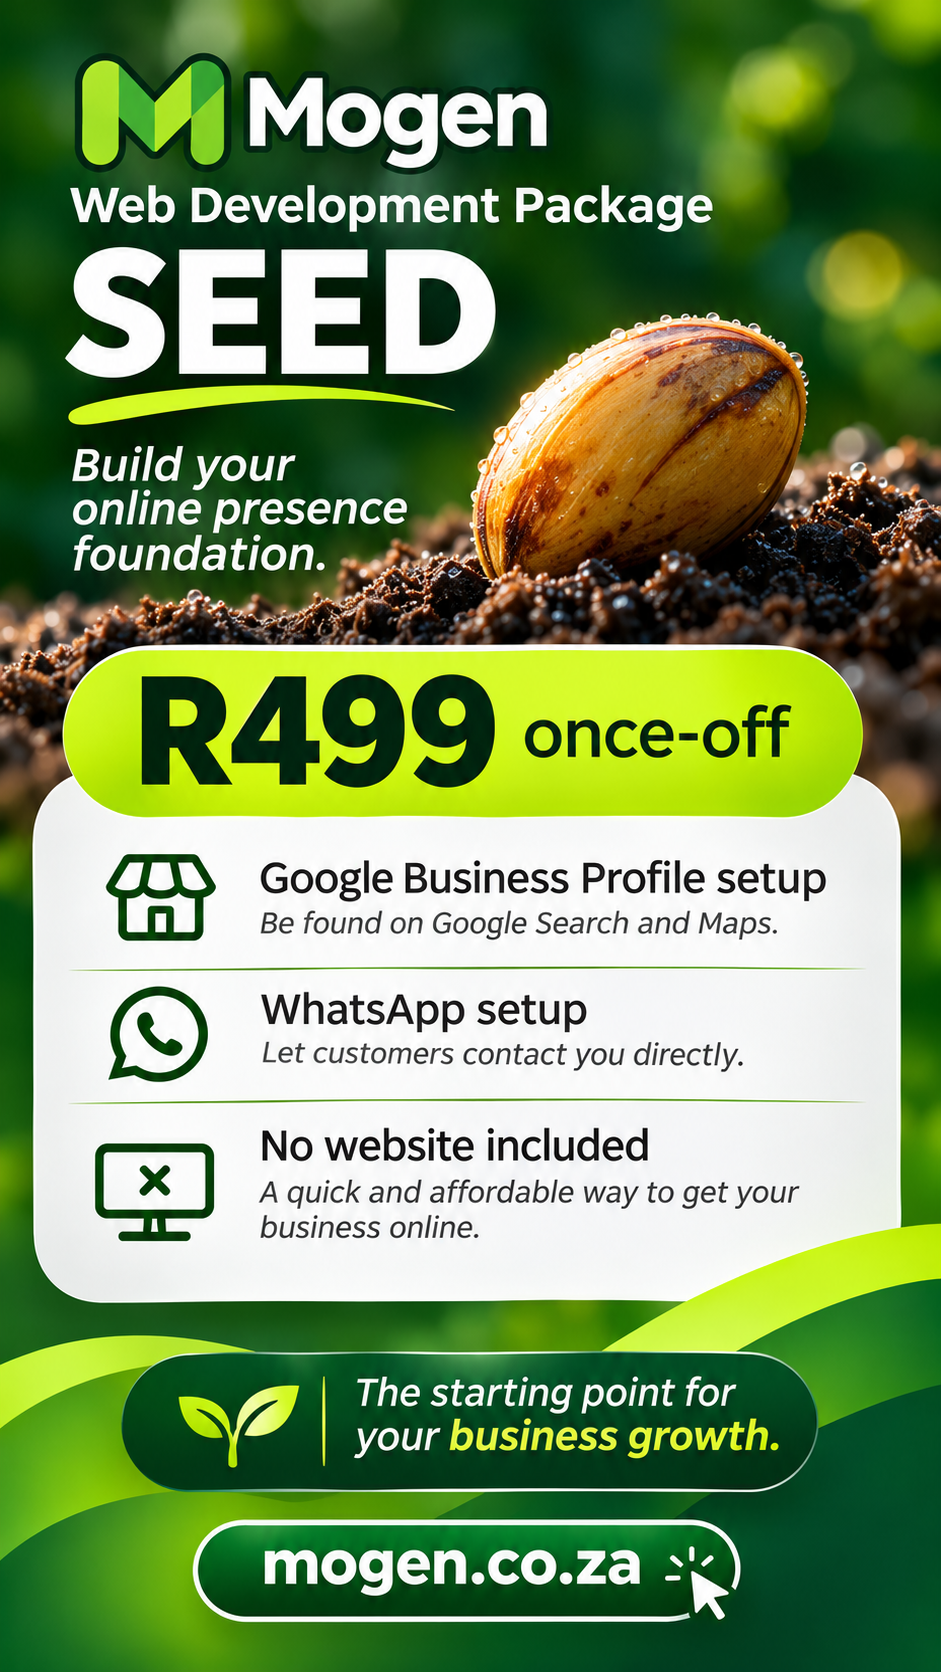 Mogen
Web Development Package
SEED
Build your
online presence
foundation.
R499 once-off
Google Business Profile setup
Be found on Google Search and Maps.
WhatsApp setup
Let customers contact you directly.
No website included
A quick and affordable way to get your
business online.
The starting point for
your business growth.
mogen.co.za